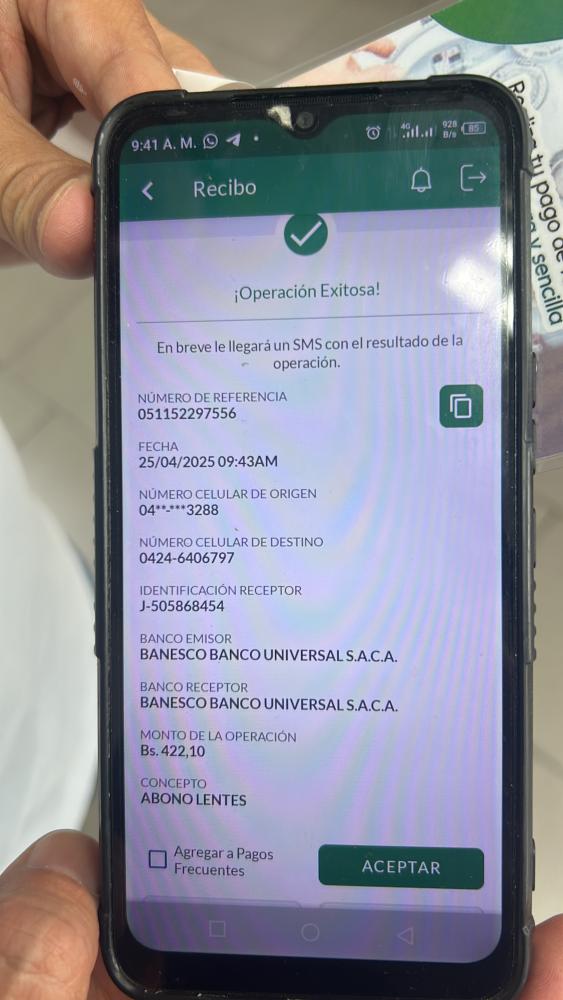 9:41 A. M.
4G
928
B/s
85
Recibo
¡Operación Exitosa!
En breve le llegará un SMS con el resultado de la
operación.
NÚMERO DE REFERENCIA
051152297556
FECHA
25/04/2025 09:43AM
NÚMERO CELULAR DE ORIGEN
04**-***3288
NÚMERO CELULAR DE DESTINO
0424-6406797
IDENTIFICACIÓN RECEPTOR
J-505868454
BANCO EMISOR
BANESCO BANCO UNIVERSAL S.A.C.A.
BANCO RECEPTOR
BANESCO BANCO UNIVERSAL S.A.C.A.
MONTO DE LA OPERACIÓN
Bs. 422,10
CONCEPTO
ABONO LENTES
Agregar a Pagos
Frecuentes
ACEPTAR
tu pago de
y sencilla